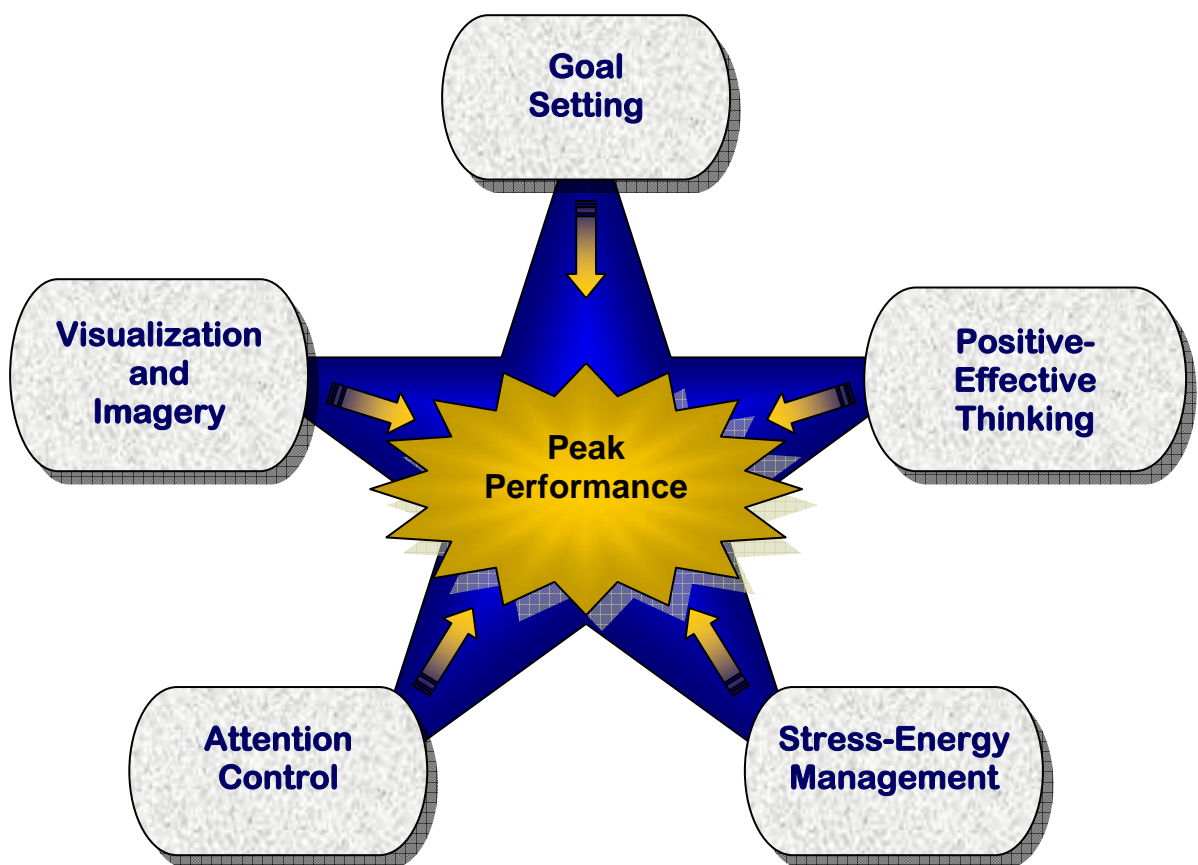 Goal
Setting
Visualization
and
Imagery
Positive-
Effective
Thinking
Peak
Performance
Attention
Control
Stress-Energy
Management